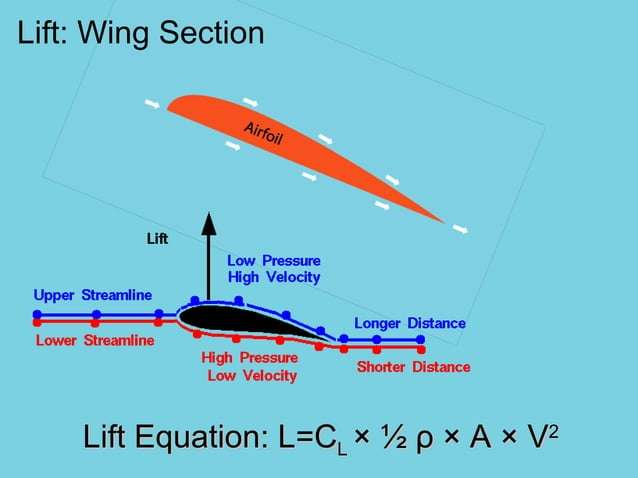 Lift: Wing Section
Airfoil
Lift
Low Pressure
High Velocity
Upper Streamline
Longer Distance
Lower Streamline
High Pressure
Low Velocity
Shorter Distance
Lift Equation: L=C_L × ½ ρ × A × V²